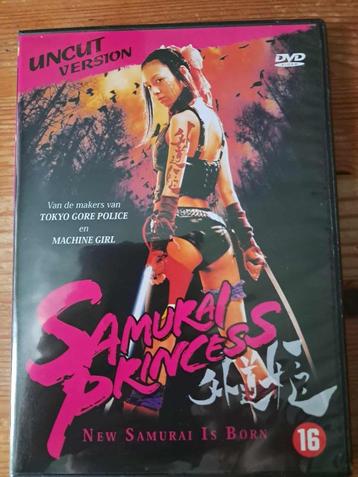 UNCUT
VERSION
DVD
VIDEO
Van de makers van
TOKYO GORE POLICE
en
MACHINE GIRL
SAMURAI
PRINCESS
外道姫
NEW SAMURAI IS BORN
16